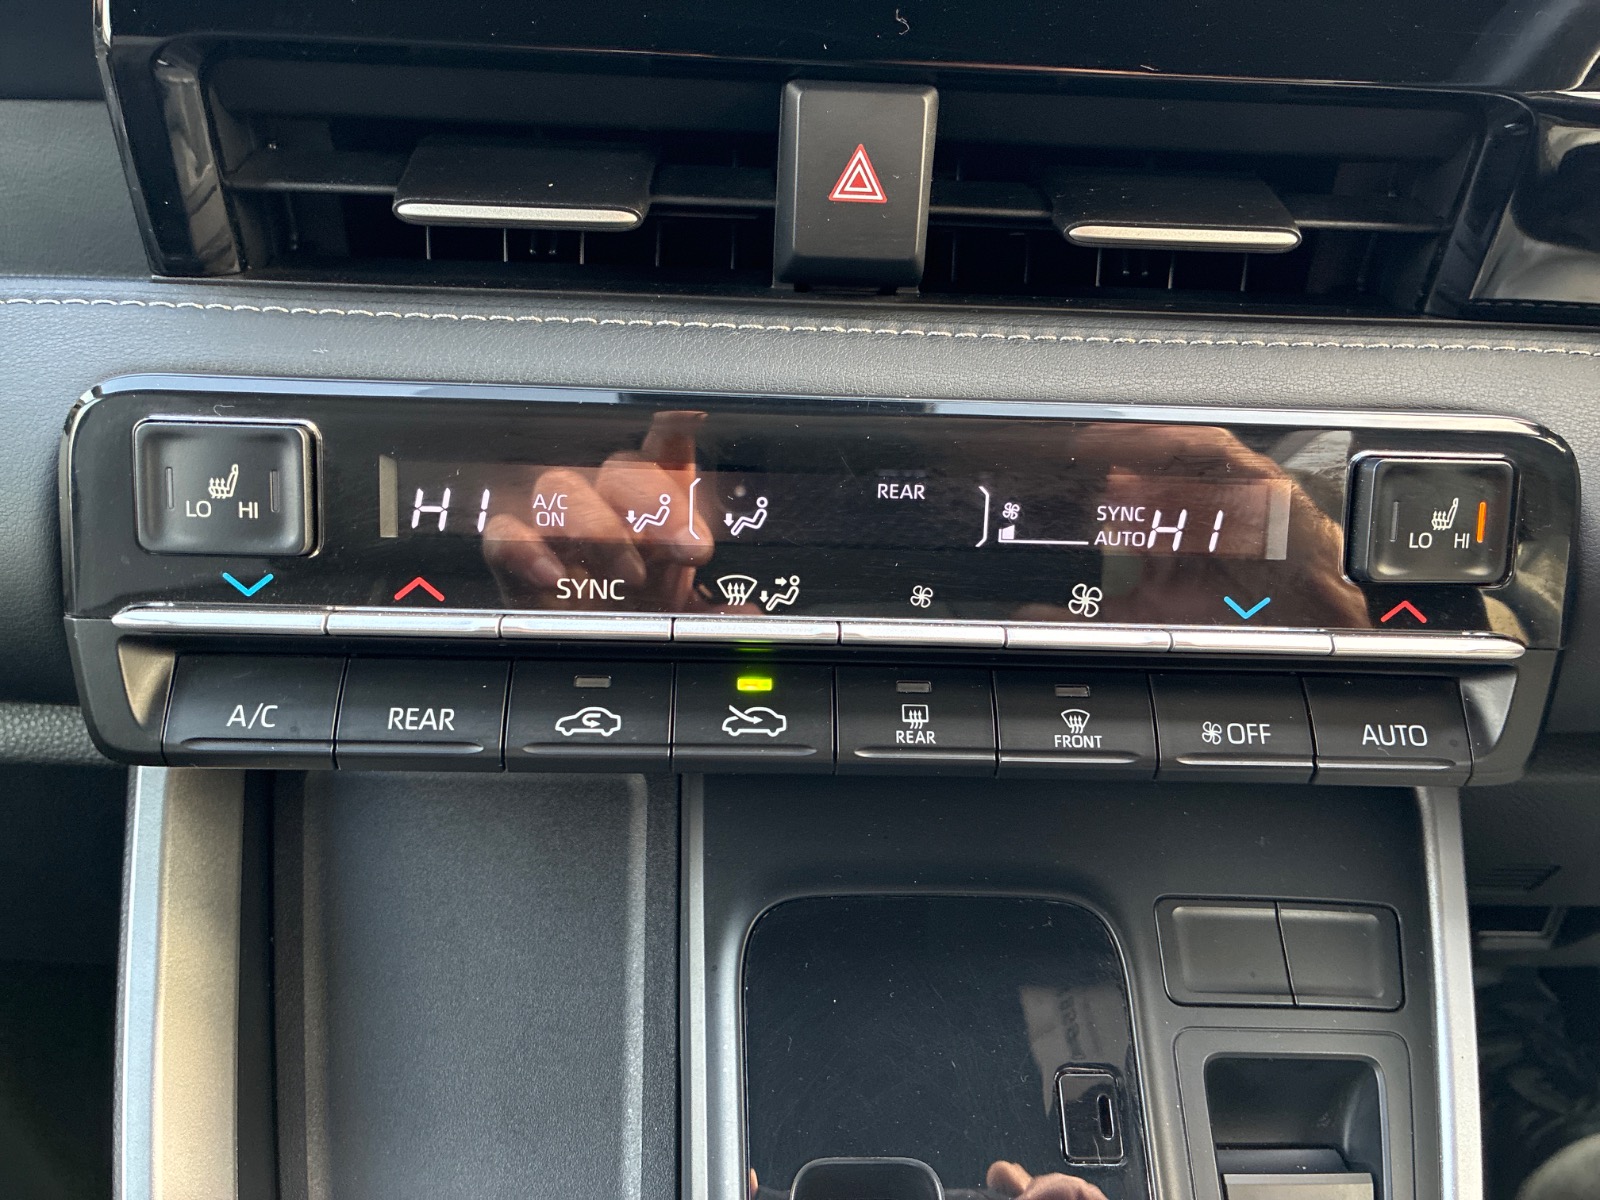 LO HI
HI
A/C
ON
REAR
SYNC
AUTO
HI
LO HI
SYNC
A/C
REAR
REAR
FRONT
OFF
AUTO